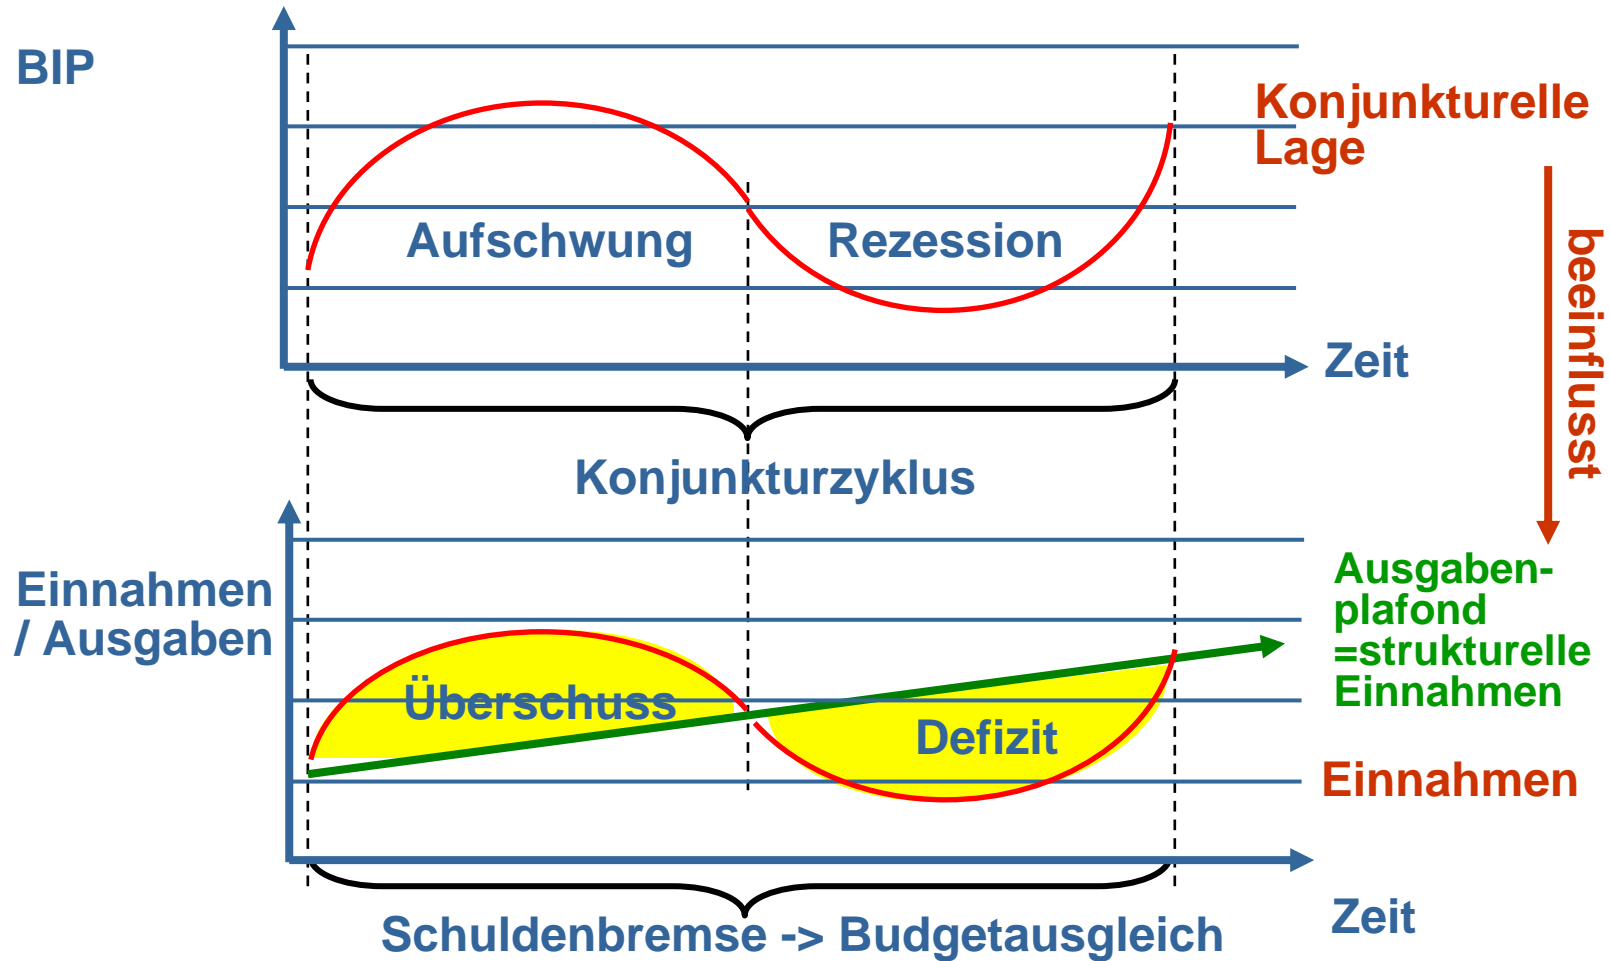 BIP
Konjunkturelle
Lage
Aufschwung
Rezession
beeinflusst
Zeit
Konjunkturzyklus
Einnahmen
/ Ausgaben
Ausgaben-
plafond
=strukturelle
Einnahmen
Überschuss
Defizit
Einnahmen
Zeit
Schuldenbremse -> Budgetausgleich